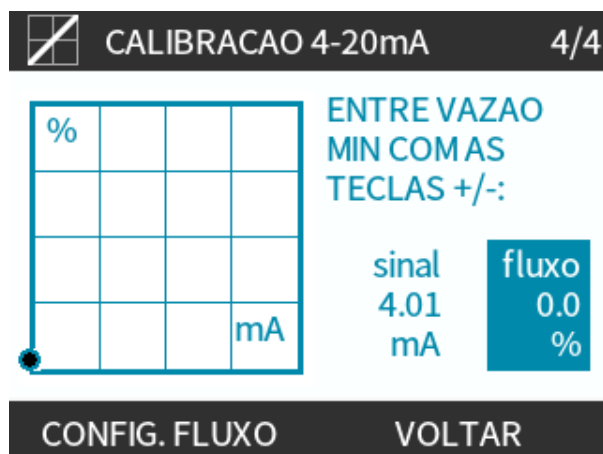 CALIBRACAO 4-20mA 4/4
%
mA
ENTRE VAZAO
MIN COM AS
TECLAS +/-:
sinal fluxo
4.01 0.0
mA %
CONFIG. FLUXO VOLTAR